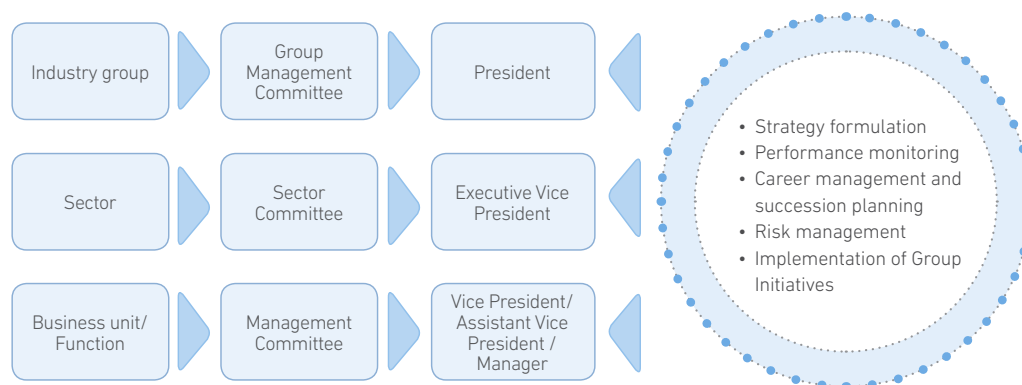 Industry group
Group
Management
Committee
President
Sector
Sector
Committee
Executive Vice
President
Business unit/
Function
Management
Committee
Vice President/
Assistant Vice
President /
Manager
• Strategy formulation
• Performance monitoring
• Career management and
succession planning
• Risk management
• Implementation of Group
Initiatives